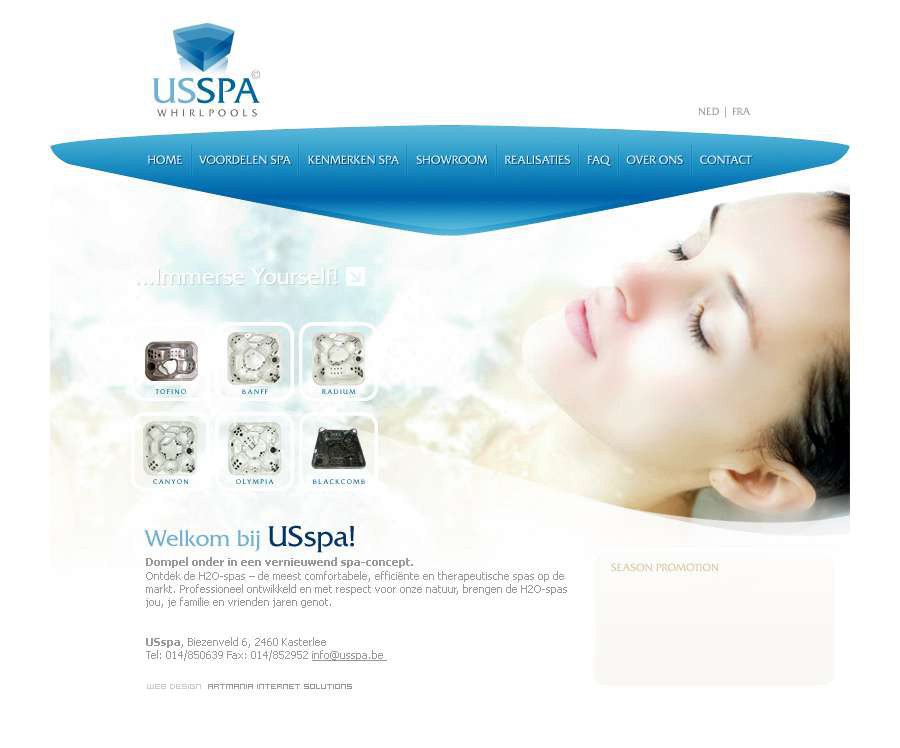 USSPA©
WHIRLPOOLS
NED | FRA
HOME VOORDELEN SPA KENMERKEN SPA SHOWROOM REALISATIES FAQ OVER ONS CONTACT
...Immerse Yourself!
TOFINO BANFF RADIUM
CANYON OLYMPIA BLACKCOMB
Welkom bij USspa!
Dompel onder in een vernieuwend spa-concept.
Ontdek de H2O-spas – de meest comfortabele, efficiënte en therapeutische spas op de
markt. Professioneel ontwikkeld en met respect voor onze natuur, brengen de H2O-spas
jou, je familie en vrienden jaren genot.
SEASON PROMOTION
USspa, Biezenveld 6, 2460 Kasterlee
Tel: 014/850639 Fax: 014/852952 info@usspa.be
WEB DESIGN ARTMANIA INTERNET SOLUTIONS